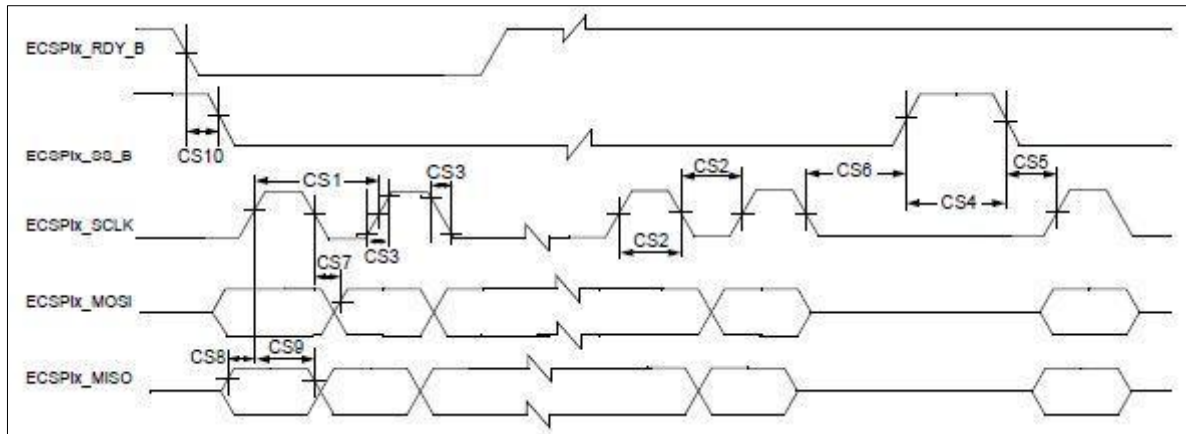 ECSPIx_RDY_B
ECSPIx_SS_B
CS10
CS1
CS3
CS2
CS6
CS5
CS4
ECSPIx_SCLK
CS3
CS2
CS7
ECSPIx_MOSI
CS8
CS9
ECSPIx_MISO